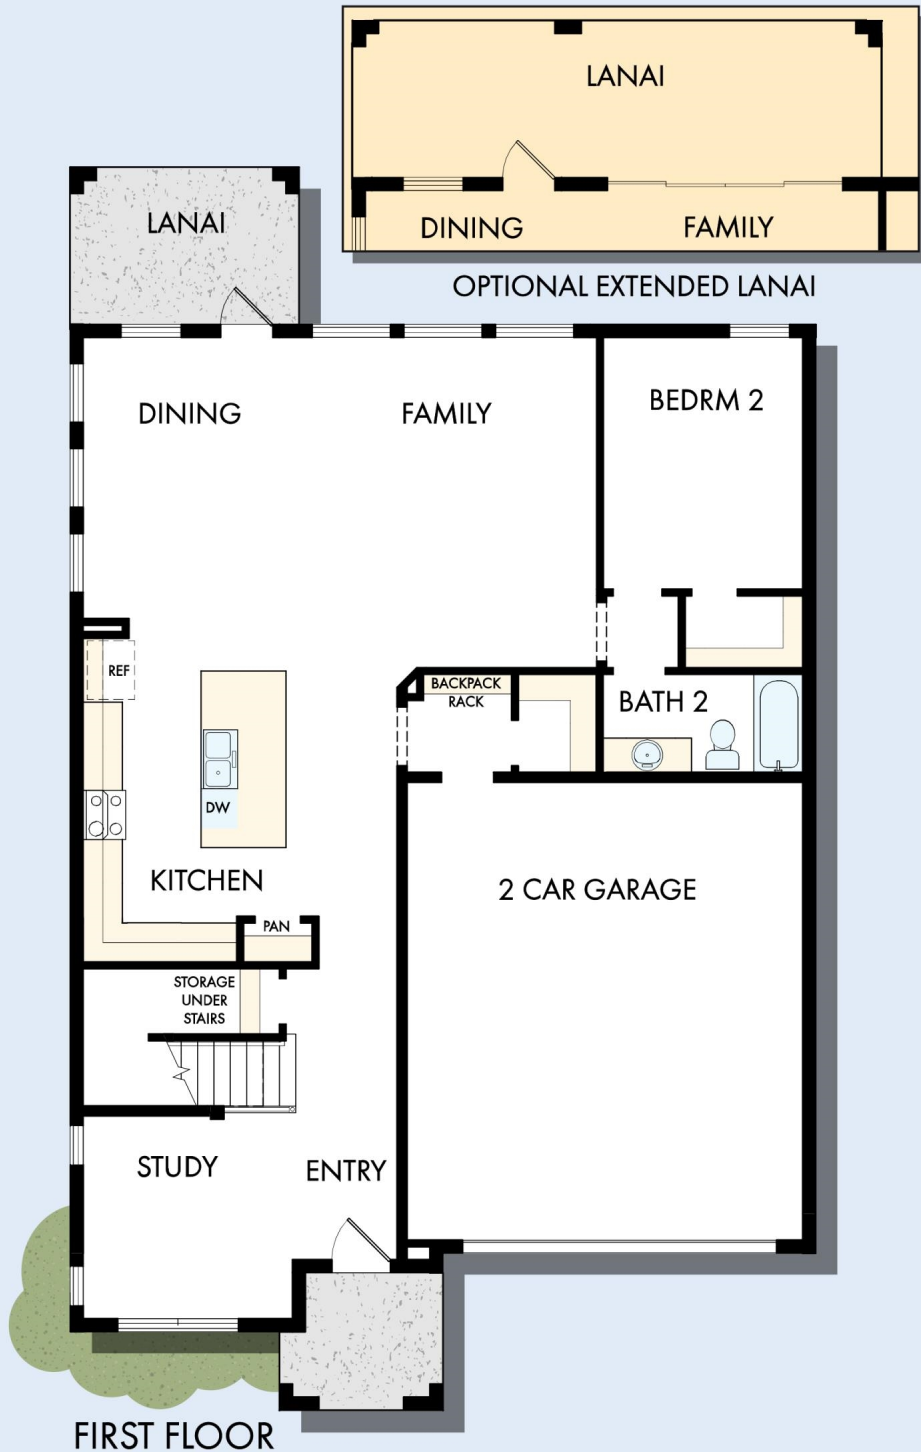 LANAI
DINING
FAMILY
OPTIONAL EXTENDED LANAI
LANAI
DINING
FAMILY
BEDRM 2
REF
BACKPACK
RACK
BATH 2
DW
KITCHEN
2 CAR GARAGE
PAN
STORAGE
UNDER
STAIRS
STUDY
ENTRY
FIRST FLOOR